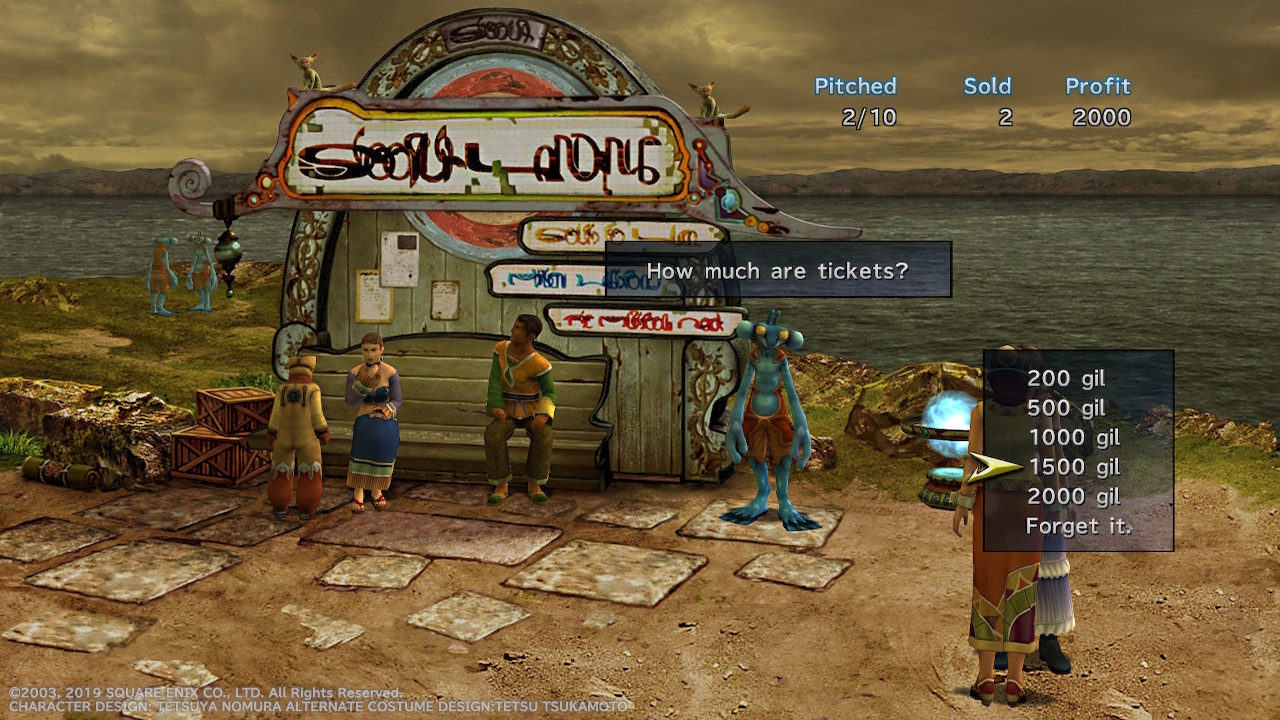 Pitched Sold Profit
2/10 2 2000
How much are tickets?
200 gil
500 gil
1000 gil
1500 gil
2000 gil
Forget it.
©2003, 2019 SQUARE ENIX CO., LTD. All Rights Reserved.
CHARACTER DESIGN: TETSUYA NOMURA ALTERNATE COSTUME DESIGN:TETSU TSUKAMOTO